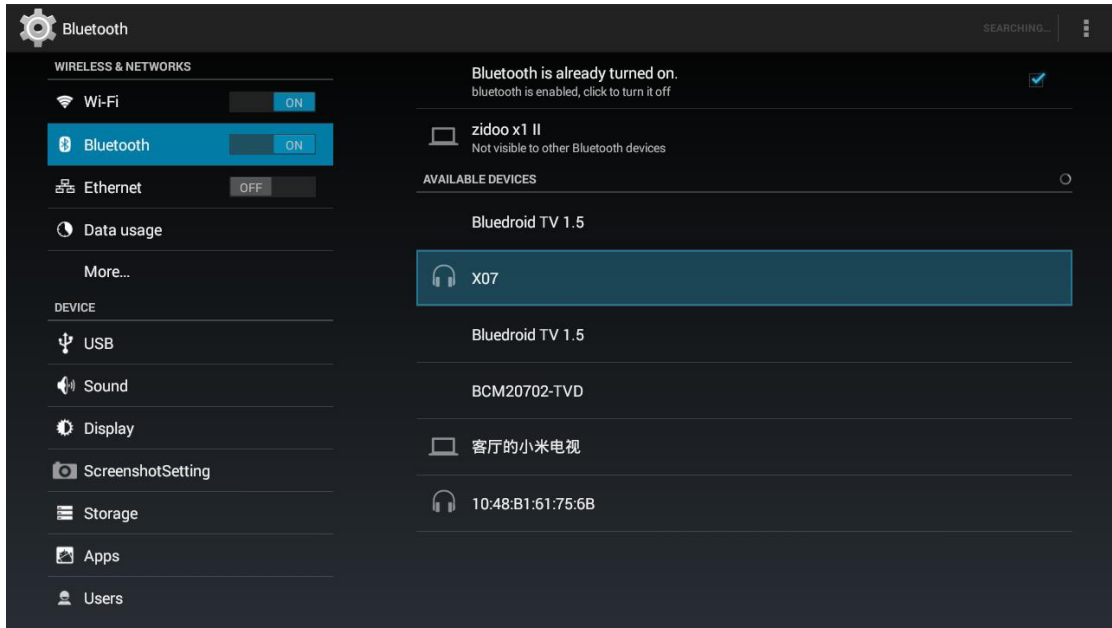 Bluetooth
SEARCHING...
WIRELESS & NETWORKS
Wi-Fi
ON
Bluetooth
ON
Ethernet
OFF
Data usage
More...
DEVICE
USB
Sound
Display
ScreenshotSetting
Storage
Apps
Users
Bluetooth is already turned on.
bluetooth is enabled, click to turn it off
zidoo x1 II
Not visible to other Bluetooth devices
AVAILABLE DEVICES
Bluedroid TV 1.5
X07
Bluedroid TV 1.5
BCM20702-TVD
客厅的小米电视
10:48:B1:61:75:6B